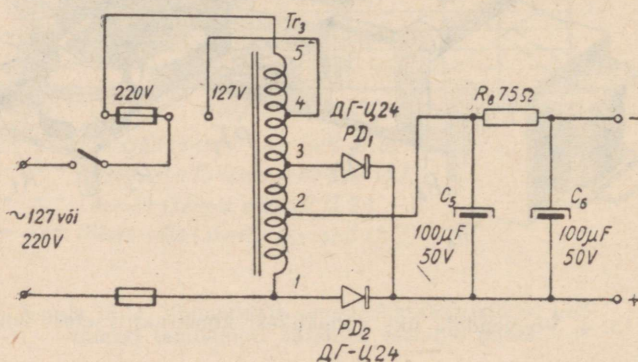 Tr₃
5
220V
127V
4
ДГ-Ц24
PD₁
R₈ 75Ω
−
3
2
~127 või
220V
C₅
100μF
50V
C₆
100μF
50V
1
+
PD₂
ДГ-Ц24